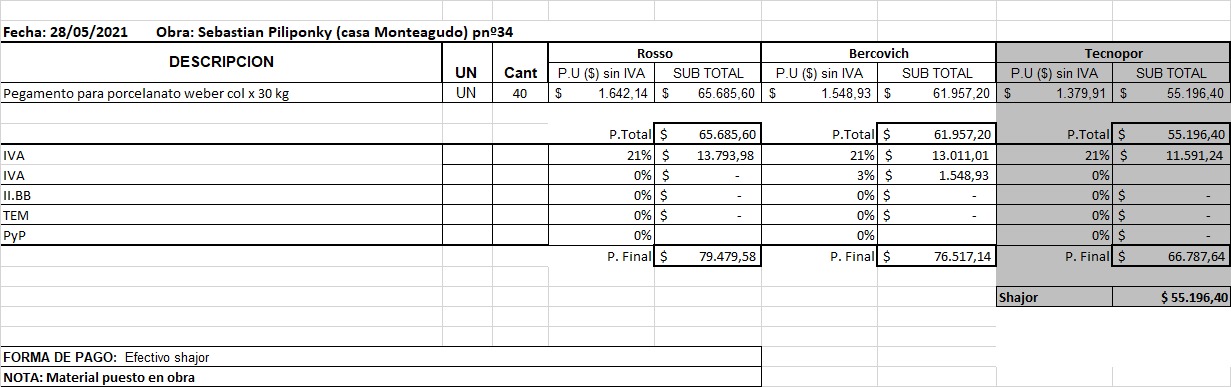 Fecha: 28/05/2021 Obra: Sebastian Piliponky (casa Monteagudo) pnº34
DESCRIPCION UN Cant Rosso Bercovich Tecnopor
P.U ($) sin IVA SUB TOTAL P.U ($) sin IVA SUB TOTAL P.U ($) sin IVA SUB TOTAL
Pegamento para porcelanato weber col x 30 kg UN 40 $ 1.642,14 $ 65.685,60 $ 1.548,93 $ 61.957,20 $ 1.379,91 $ 55.196,40
P.Total $ 65.685,60 P.Total $ 61.957,20 P.Total $ 55.196,40
IVA 21% $ 13.793,98 21% $ 13.011,01 21% $ 11.591,24
IVA 0% $ - 3% $ 1.548,93 0%
II.BB 0% $ - 0% $ - 0% $ -
TEM 0% $ - 0% $ - 0% $ -
PyP 0% 0% 0% $ -
P. Final $ 79.479,58 P. Final $ 76.517,14 P. Final $ 66.787,64
Shajor $ 55.196,40
FORMA DE PAGO: Efectivo shajor
NOTA: Material puesto en obra